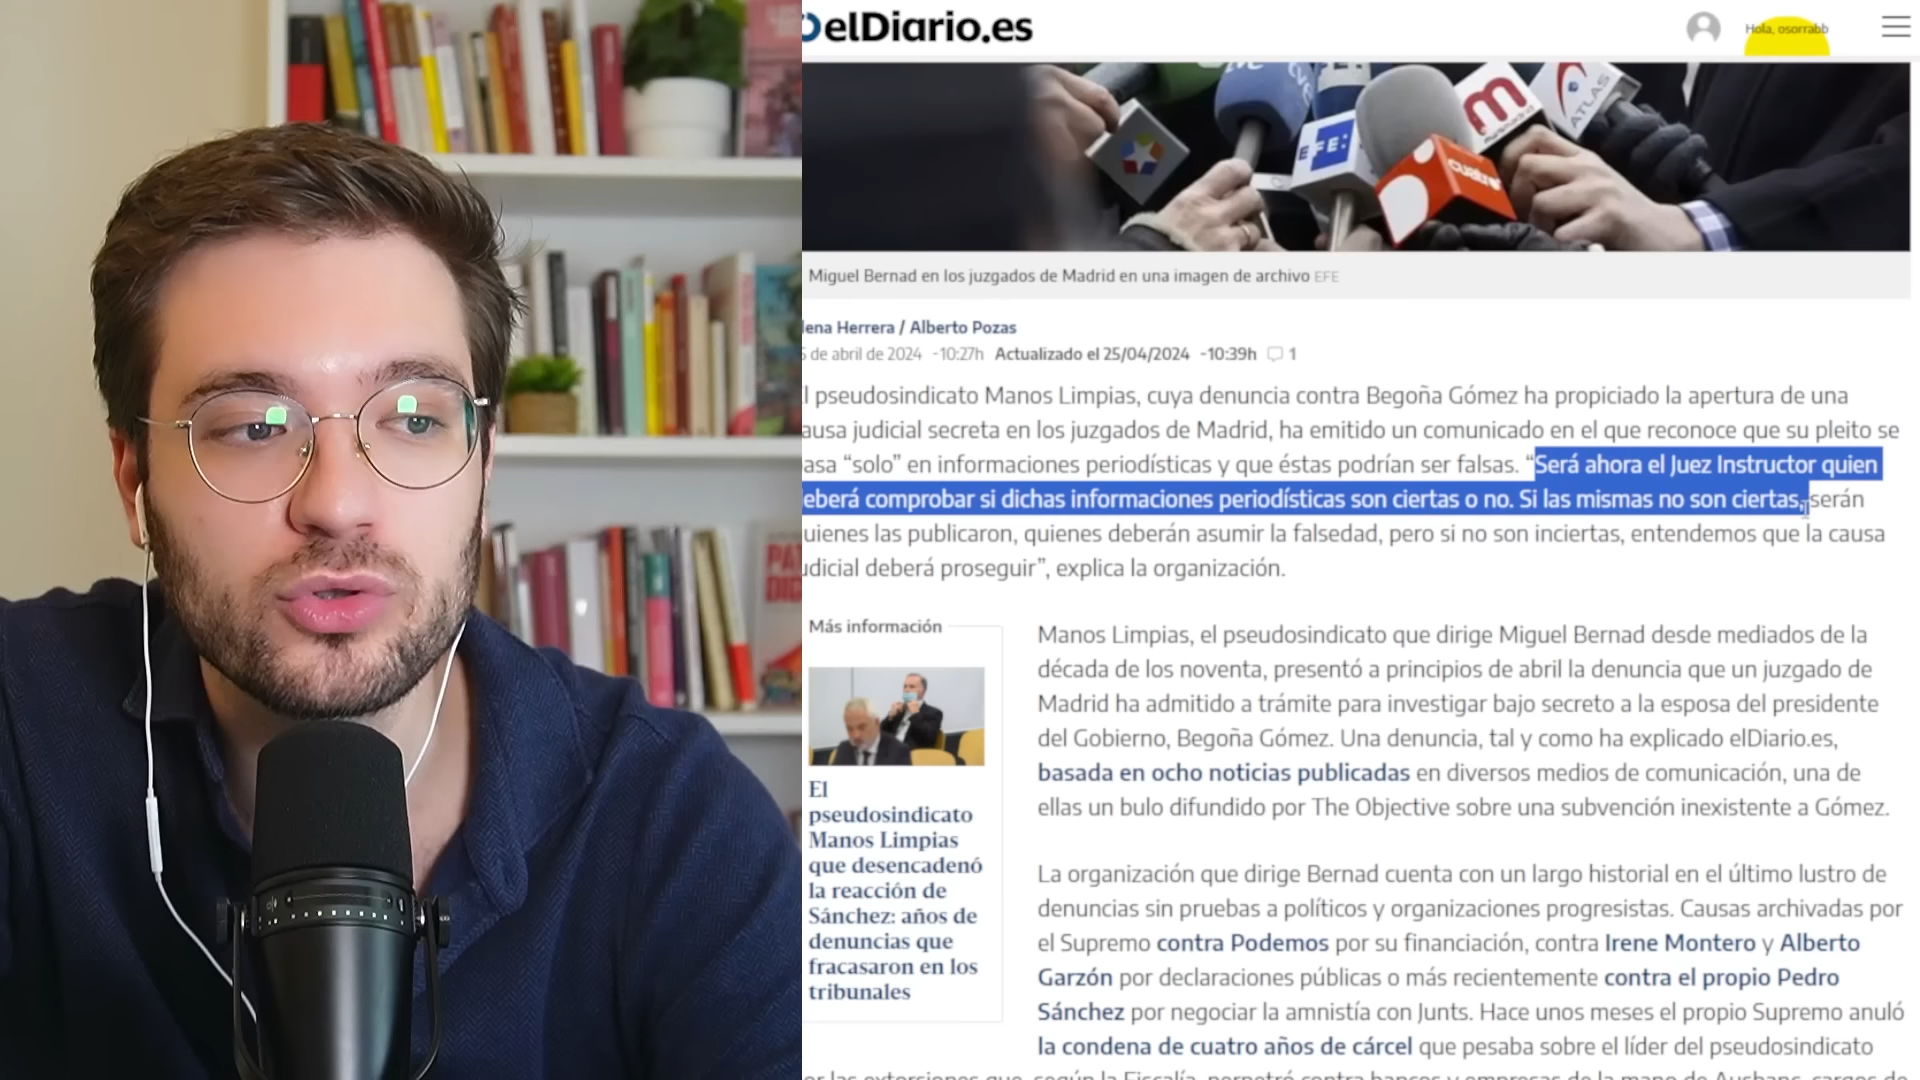 elDiario.es
Hola, osorrabb
EFE:
cuatro
ATLAS
Miguel Bernad en los juzgados de Madrid en una imagen de archivo EFE
lena Herrera / Alberto Pozas
5 de abril de 2024 -10:27h Actualizado el 25/04/2024 -10:39h 1
l pseudosindicato Manos Limpias, cuya denuncia contra Begoña Gómez ha propiciado la apertura de una
ausa judicial secreta en los juzgados de Madrid, ha emitido un comunicado en el que reconoce que su pleito se
asa “solo” en informaciones periodísticas y que éstas podrían ser falsas. “Será ahora el Juez Instructor quien
eberá comprobar si dichas informaciones periodísticas son ciertas o no. Si las mismas no son ciertas, serán
uienes las publicaron, quienes deberán asumir la falsedad, pero si no son inciertas, entendemos que la causa
udicial deberá proseguir”, explica la organización.
Más información
El
pseudosindicato
Manos Limpias
que desencadenó
la reacción de
Sánchez: años de
denuncias que
fracasaron en los
tribunales
Manos Limpias, el pseudosindicato que dirige Miguel Bernad desde mediados de la
década de los noventa, presentó a principios de abril la denuncia que un juzgado de
Madrid ha admitido a trámite para investigar bajo secreto a la esposa del presidente
del Gobierno, Begoña Gómez. Una denuncia, tal y como ha explicado elDiario.es,
basada en ocho noticias publicadas en diversos medios de comunicación, una de
ellas un bulo difundido por The Objective sobre una subvención inexistente a Gómez.
La organización que dirige Bernad cuenta con un largo historial en el último lustro de
denuncias sin pruebas a políticos y organizaciones progresistas. Causas archivadas por
el Supremo contra Podemos por su financiación, contra Irene Montero y Alberto
Garzón por declaraciones públicas o más recientemente contra el propio Pedro
Sánchez por negociar la amnistía con Junts. Hace unos meses el propio Supremo anuló
la condena de cuatro años de cárcel que pesaba sobre el líder del pseudosindicato